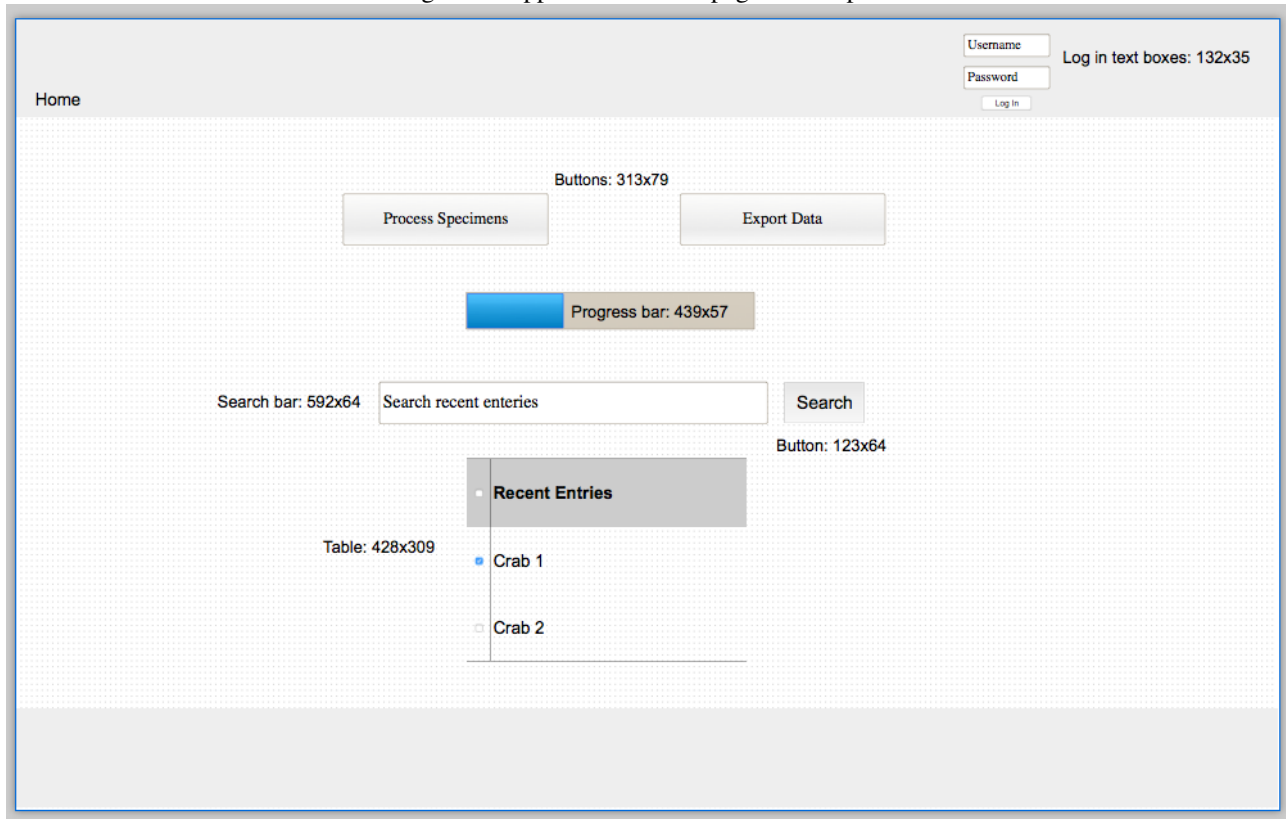 Username
Log in text boxes: 132x35
Password
Home
Log In
Buttons: 313x79
Process Specimens
Export Data
Progress bar: 439x57
Search bar: 592x64
Search recent enteries
Search
Button: 123x64
Recent Entries
Table: 428x309
Crab 1
Crab 2